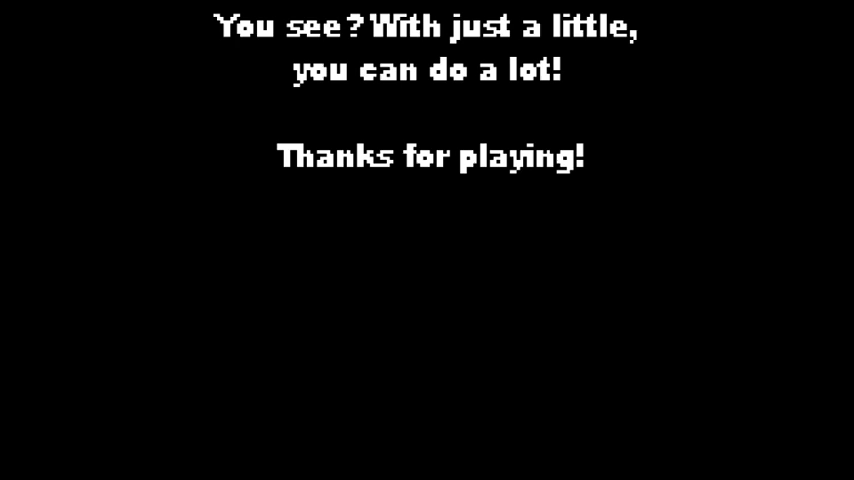 You see? With just a little,
you can do a lot!
Thanks for playing!